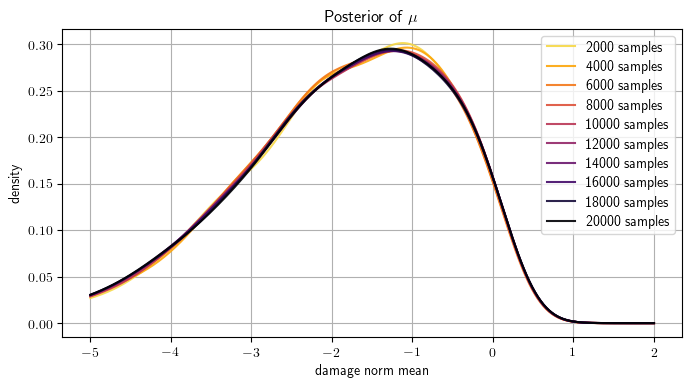 Posterior of μ
0.30
0.25
0.20
0.15
0.10
0.05
0.00
density
2000 samples
4000 samples
6000 samples
8000 samples
10000 samples
12000 samples
14000 samples
16000 samples
18000 samples
20000 samples
−5 −4 −3 −2 −1 0 1 2
damage norm mean